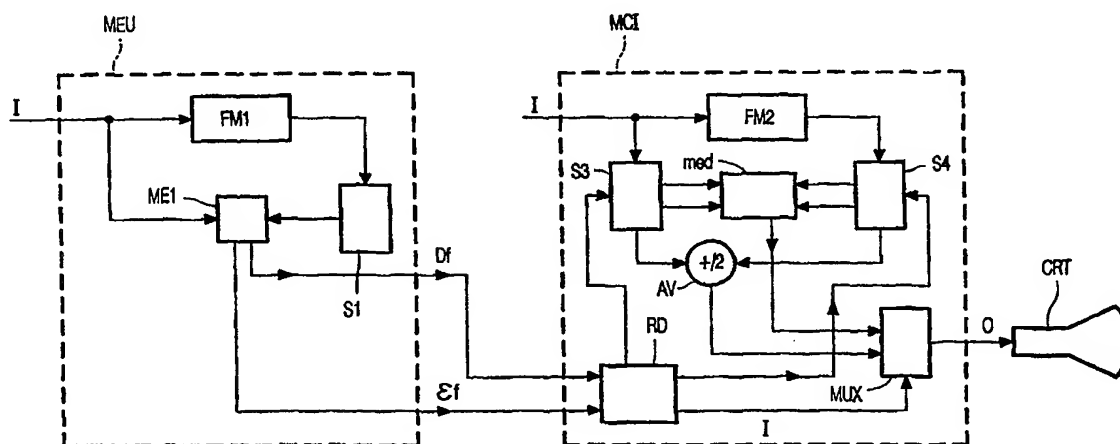 MEU
MCI
I
FM1
I
FM2
S3
med
S4
ME1
+/2
AV
CRT
Df
S1
RD
O
MUX
εf
I